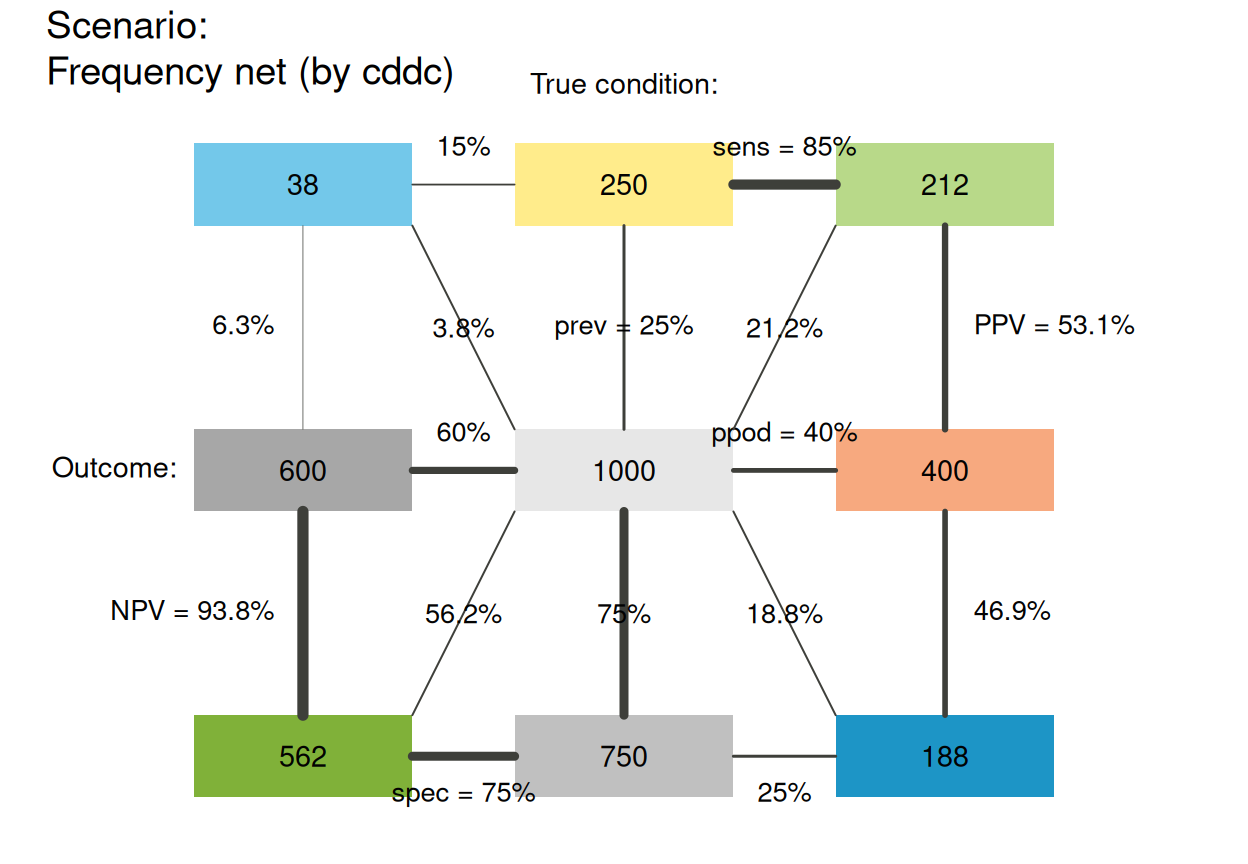 Scenario:
Frequency net (by cddc)
True condition:
15%
sens = 85%
38
250
212
6.3%
3.8%
prev = 25%
21.2%
PPV = 53.1%
60%
ppod = 40%
Outcome:
600
1000
400
NPV = 93.8%
56.2%
75%
18.8%
46.9%
562
750
188
spec = 75%
25%